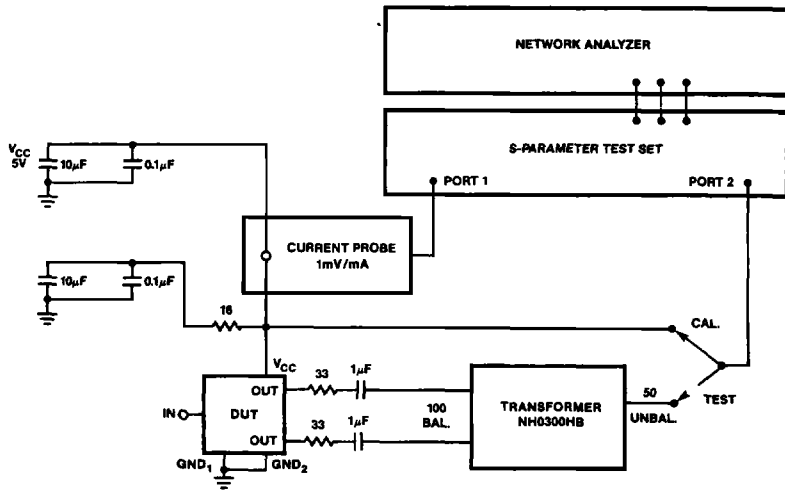 NETWORK ANALYZER
S-PARAMETER TEST SET
PORT 1
PORT 2
VCC
5V
10µF
0.1µF
CURRENT PROBE
1mV/mA
10µF
0.1µF
16
CAL.
VCC
33
1µF
OUT
IN
DUT
OUT
33
1µF
100
BAL.
TRANSFORMER
NH0300HB
50
UNBAL.
TEST
GND1
GND2